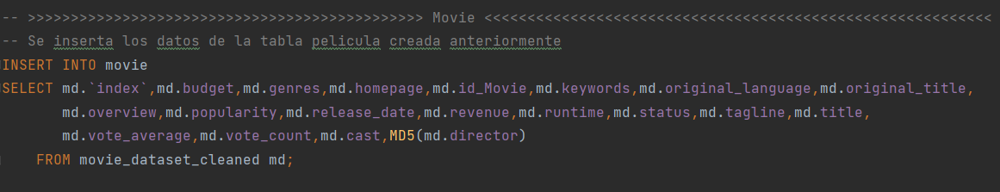 -- >>>>>>>>>>>>>>>>>>>>>>>>>>>>>>>>>>>>>>>>>>>>>> Movie <<<<<<<<<<<<<<<<<<<<<<<<<<<<<<<<<<<<<<<<<<<<<<<<<<<<<<<<<<<
-- Se inserta los datos de la tabla pelicula creada anteriormente
INSERT INTO movie
SELECT md.`index`,md.budget,md.genres,md.homepage,md.id_Movie,md.keywords,md.original_language,md.original_title,
md.overview,md.popularity,md.release_date,md.revenue,md.runtime,md.status,md.tagline,md.title,
md.vote_average,md.vote_count,md.cast,MD5(md.director)
FROM movie_dataset_cleaned md;